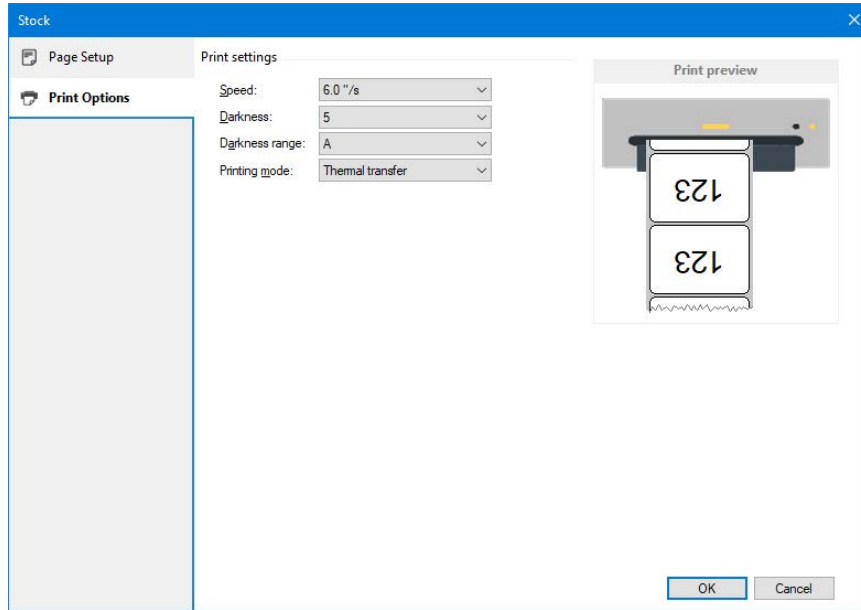 Stock
Page Setup
Print Options
Print settings
Speed: 6.0 "/s
Darkness: 5
Darkness range: A
Printing mode: Thermal transfer
Print preview
123
123
OK Cancel